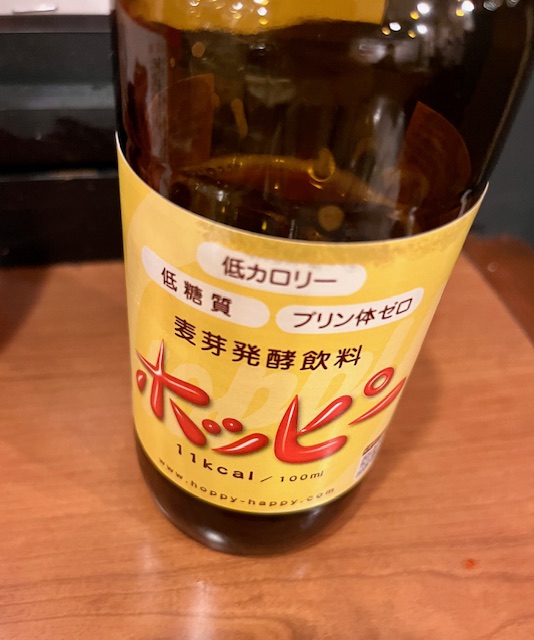 低カロリー
低糖質
プリン体ゼロ
麦芽発酵飲料
ホッピー
11kcal/100ml
www.hoppy-happy.com